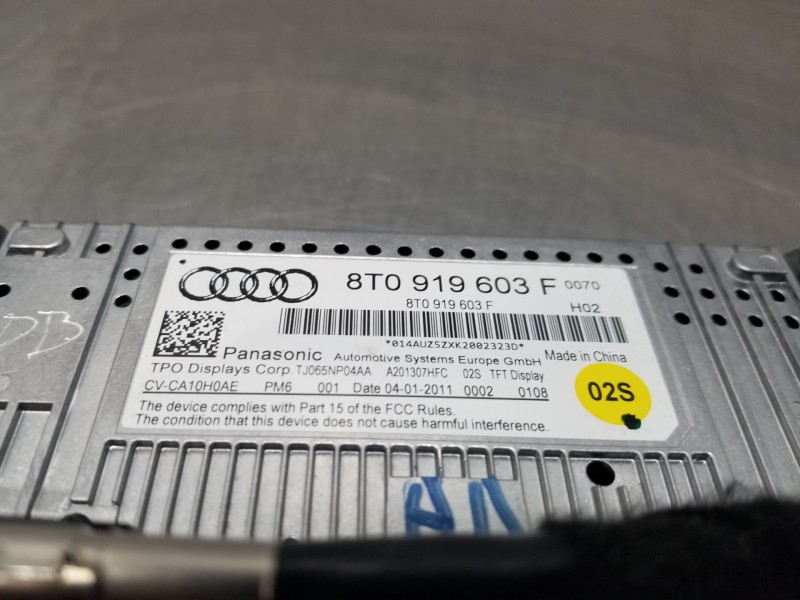 8T0 919 603 F 0070
8T0 919 603 F H02
*014AUZ5ZXK2002323D*
Panasonic Automotive Systems Europe GmbH Made in China
TPO Displays Corp. TJ065NP04AA A201307HFC 02S TFT Display
CV-CA10H0AE PM6 001 Date 04-01-2011 0002 0108
02S
The device complies with Part 15 of the FCC Rules.
The condition that this device does not cause harmful interference.